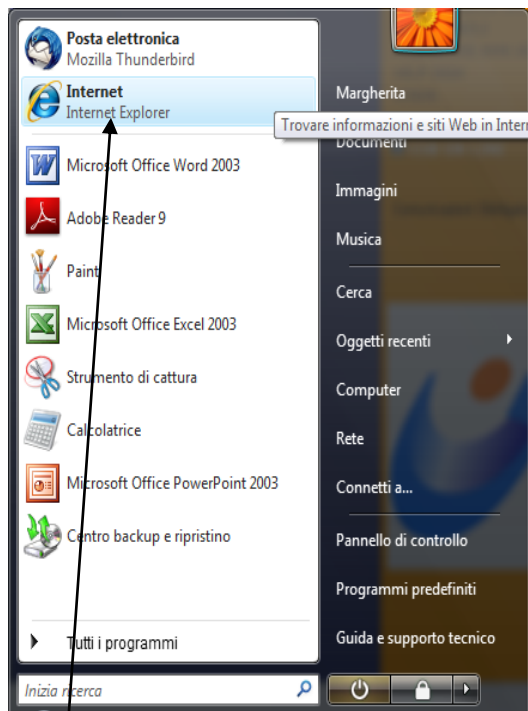 Posta elettronica
Mozilla Thunderbird
Internet
Internet Explorer
Microsoft Office Word 2003
Adobe Reader 9
Paint
Microsoft Office Excel 2003
Strumento di cattura
Calcolatrice
Microsoft Office PowerPoint 2003
Centro backup e ripristino
Tutti i programmi
Inizia ricerca
Margherita
Trovare informazioni e siti Web in Inter
Documenti
Immagini
Musica
Cerca
Oggetti recenti
Computer
Rete
Connetti a...
Pannello di controllo
Programmi predefiniti
Guida e supporto tecnico